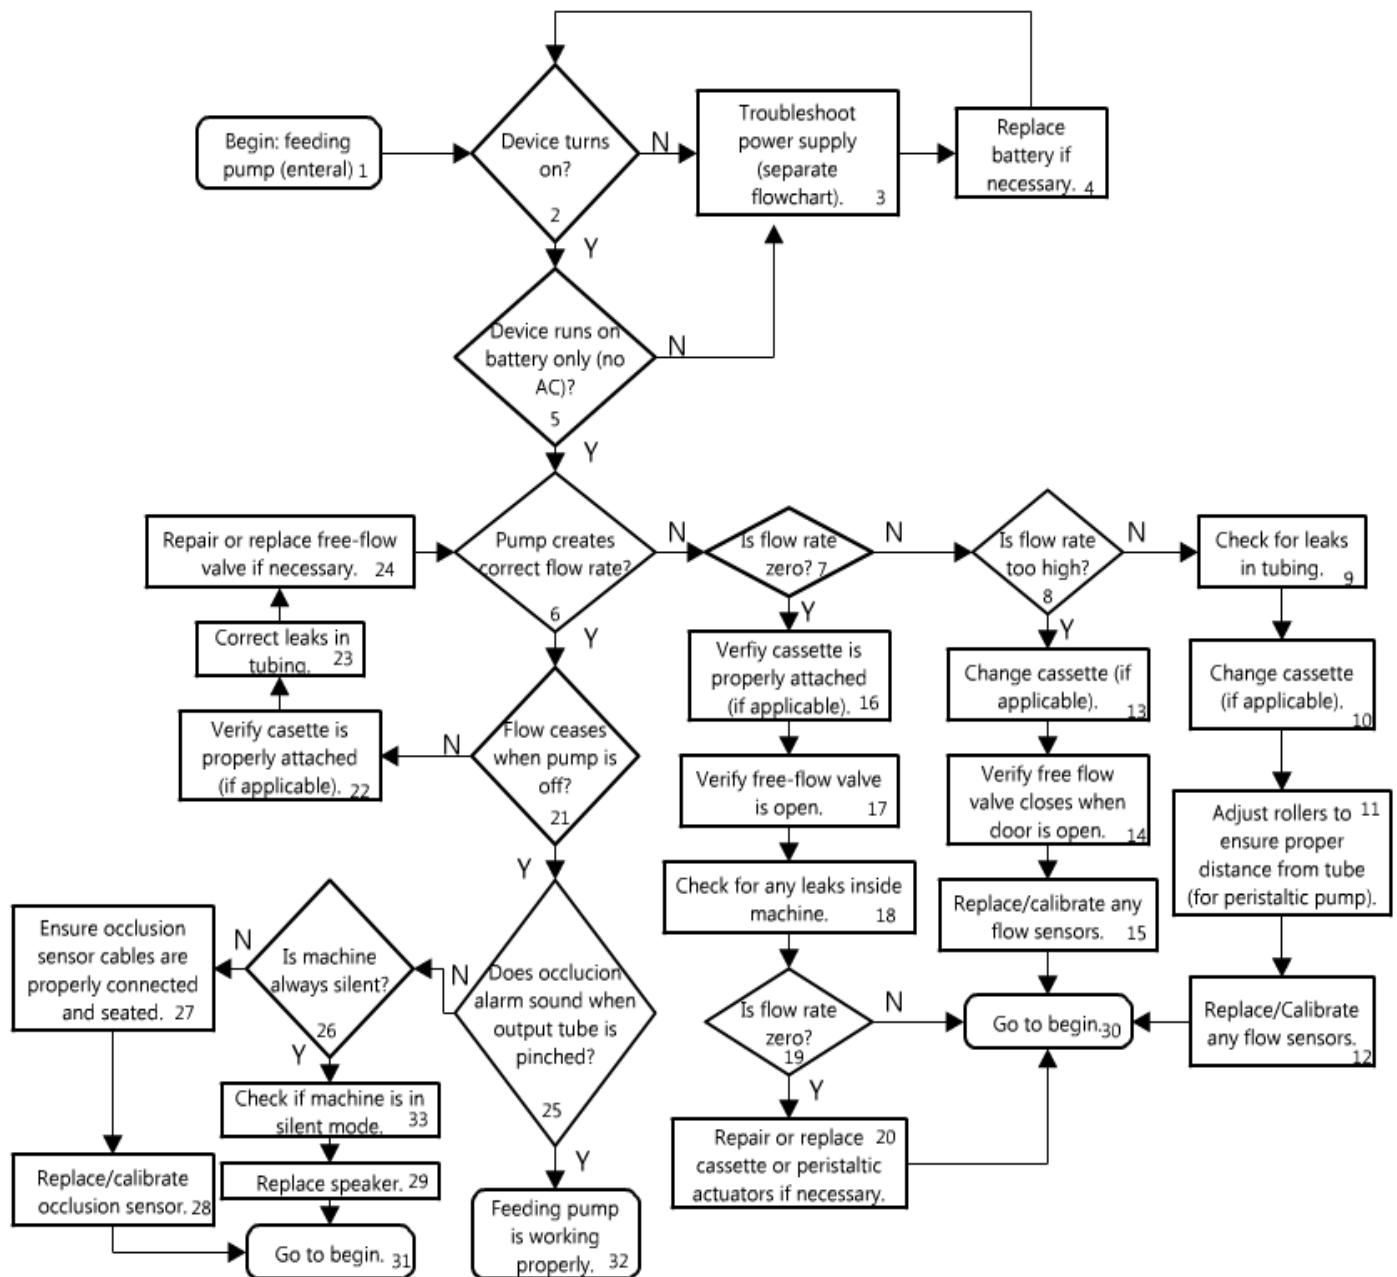 Begin: feeding
pump (enteral) 1
Device turns
on?
2
N
Y
Troubleshoot
power supply
(separate
flowchart). 3
Replace
battery if
necessary. 4
Device runs on
battery only (no
AC)?
5
N
Y
Repair or replace free-flow
valve if necessary. 24
Pump creates
correct flow rate?
6
N
Y
Is flow rate
zero? 7
N
Y
Is flow rate
too high?
8
N
Y
Check for leaks
in tubing. 9
Correct leaks in
tubing. 23
Verify casette is
properly attached
(if applicable). 22
N
Flow ceases
when pump is
off?
21
Y
Verfiy cassette is
properly attached
(if applicable). 16
Change cassette (if
applicable). 13
Change cassette
(if applicable). 10
Verify free-flow valve
is open. 17
Verify free flow
valve closes when
door is open. 14
Adjust rollers to 11
ensure proper
distance from tube
(for peristaltic pump).
Check for any leaks inside
machine. 18
Replace/calibrate any
flow sensors. 15
Ensure occlusion
sensor cables are
properly connected
and seated. 27
N
Is machine
always silent?
26
Y
N
Does occlucion
alarm sound when
output tube is
pinched?
25
Y
Is flow rate
zero?
19
N
Y
Go to begin. 30
Replace/Calibrate
any flow sensors. 12
Check if machine is in
silent mode. 33
Repair or replace 20
cassette or peristaltic
actuators if necessary.
Replace/calibrate
occlusion sensor. 28
Replace speaker. 29
Go to begin. 31
Feeding pump
is working
properly. 32